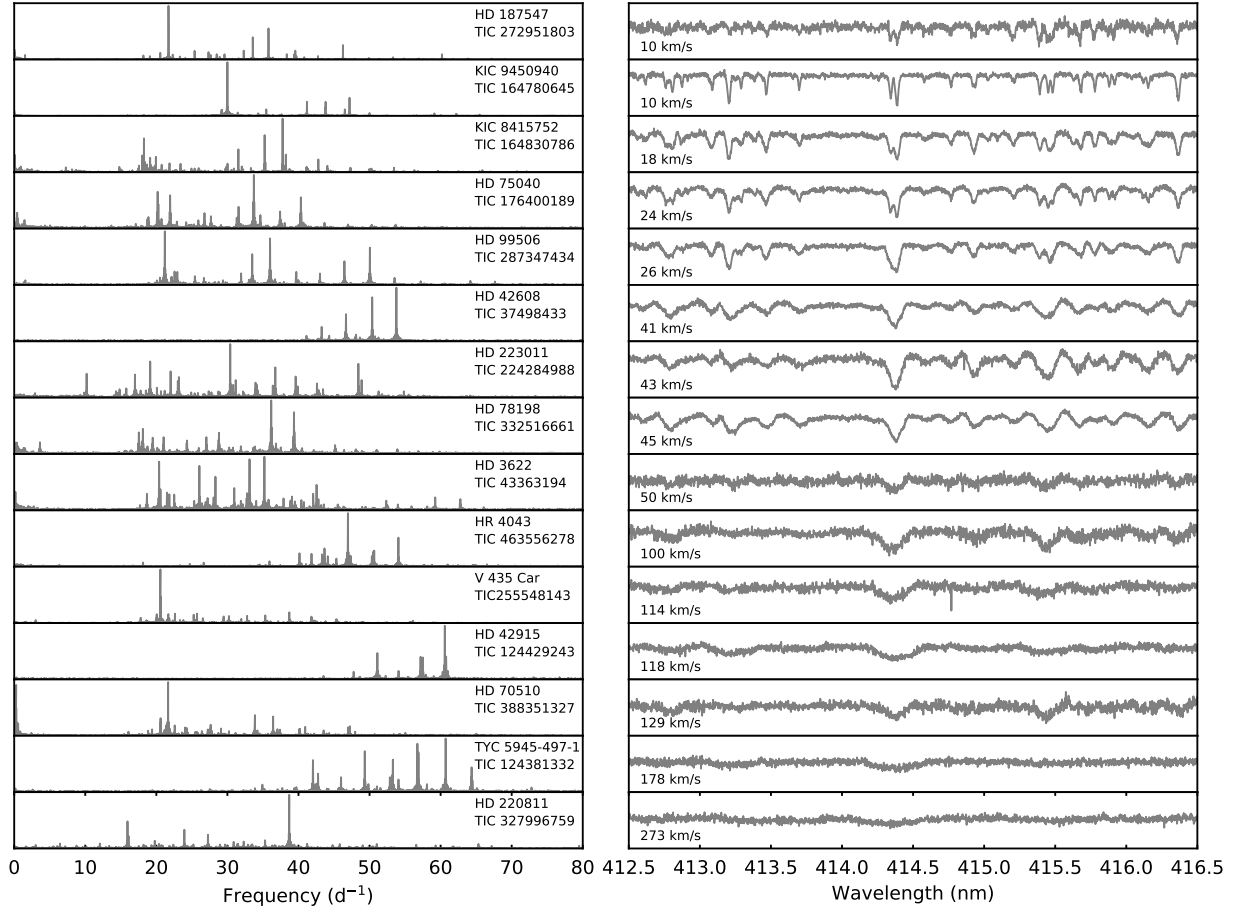 HD 187547
TIC 272951803
10 km/s
KIC 9450940
TIC 164780645
10 km/s
KIC 8415752
TIC 164830786
18 km/s
HD 75040
TIC 176400189
24 km/s
HD 99506
TIC 287347434
26 km/s
HD 42608
TIC 37498433
41 km/s
HD 223011
TIC 224284988
43 km/s
HD 78198
TIC 332516661
45 km/s
HD 3622
TIC 43363194
50 km/s
HR 4043
TIC 463556278
100 km/s
V 435 Car
TIC255548143
114 km/s
HD 42915
TIC 124429243
118 km/s
HD 70510
TIC 388351327
129 km/s
TYC 5945-497-1
TIC 124381332
178 km/s
HD 220811
TIC 327996759
273 km/s
0 10 20 30 40 50 60 70 80
Frequency (d⁻¹)
412.5 413.0 413.5 414.0 414.5 415.0 415.5 416.0 416.5
Wavelength (nm)